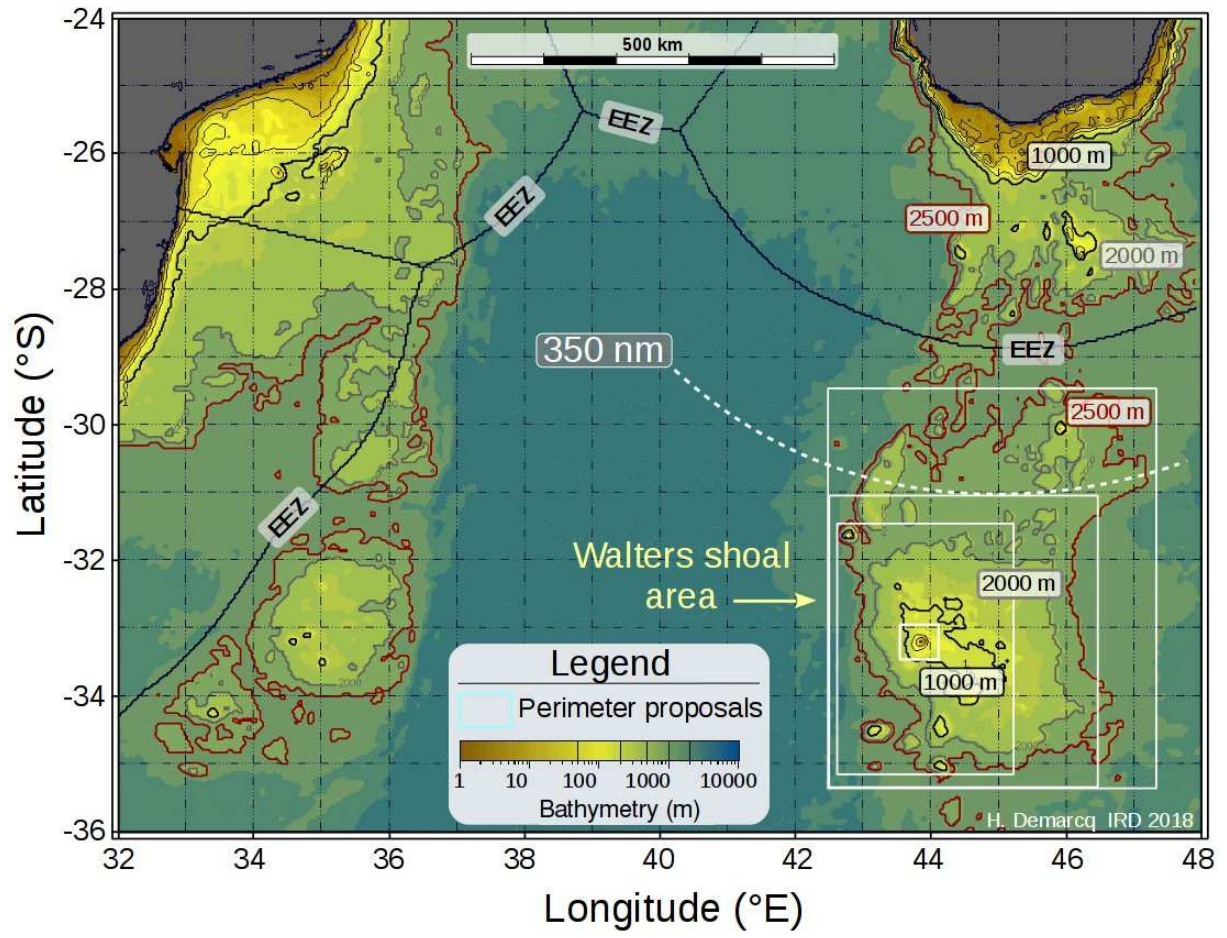 -24
-26
-28
-30
-32
-34
-36
Latitude (°S)
500 km
EEZ
EEZ
1000 m
2500 m
2000 m
EEZ
350 nm
2500 m
EEZ
Walters shoal
area
2000 m
1000 m
2000
2000
Legend
Perimeter proposals
1 10 100 1000 10000
Bathymetry (m)
H. Demarcq IRD 2018
32 34 36 38 40 42 44 46 48
Longitude (°E)